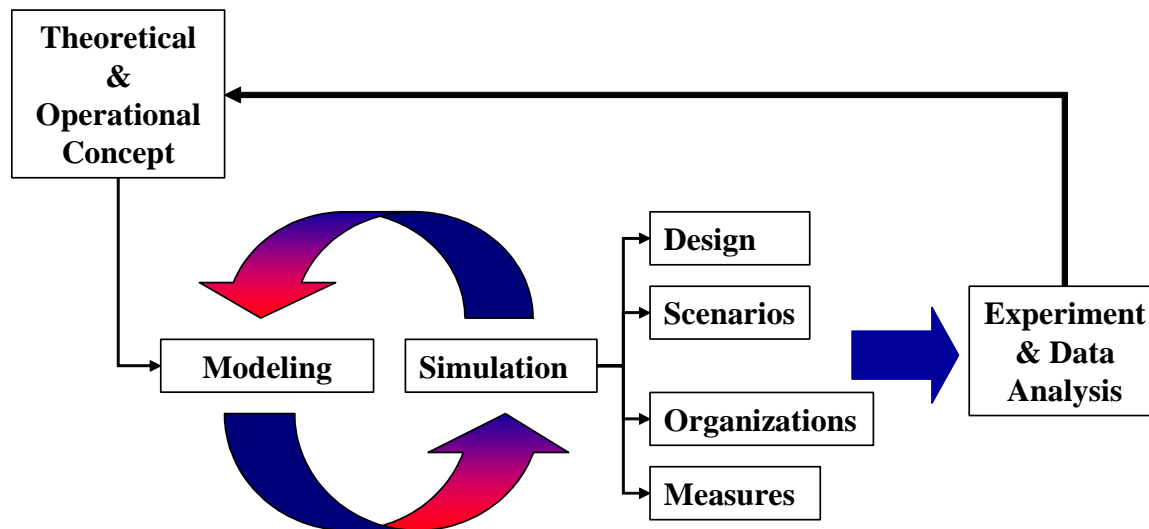 Theoretical
&
Operational
Concept
Modeling
Simulation
Design
Scenarios
Organizations
Measures
Experiment
& Data
Analysis